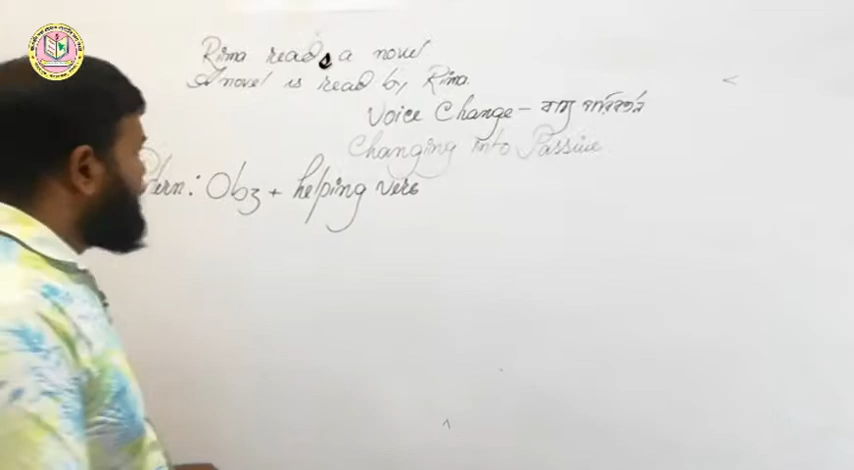 Rima reads a novel
A novel is read by Rima.
Voice Change - বাচ্য পরিবর্তন
Changing into Passive
tern: Obj + helping verb